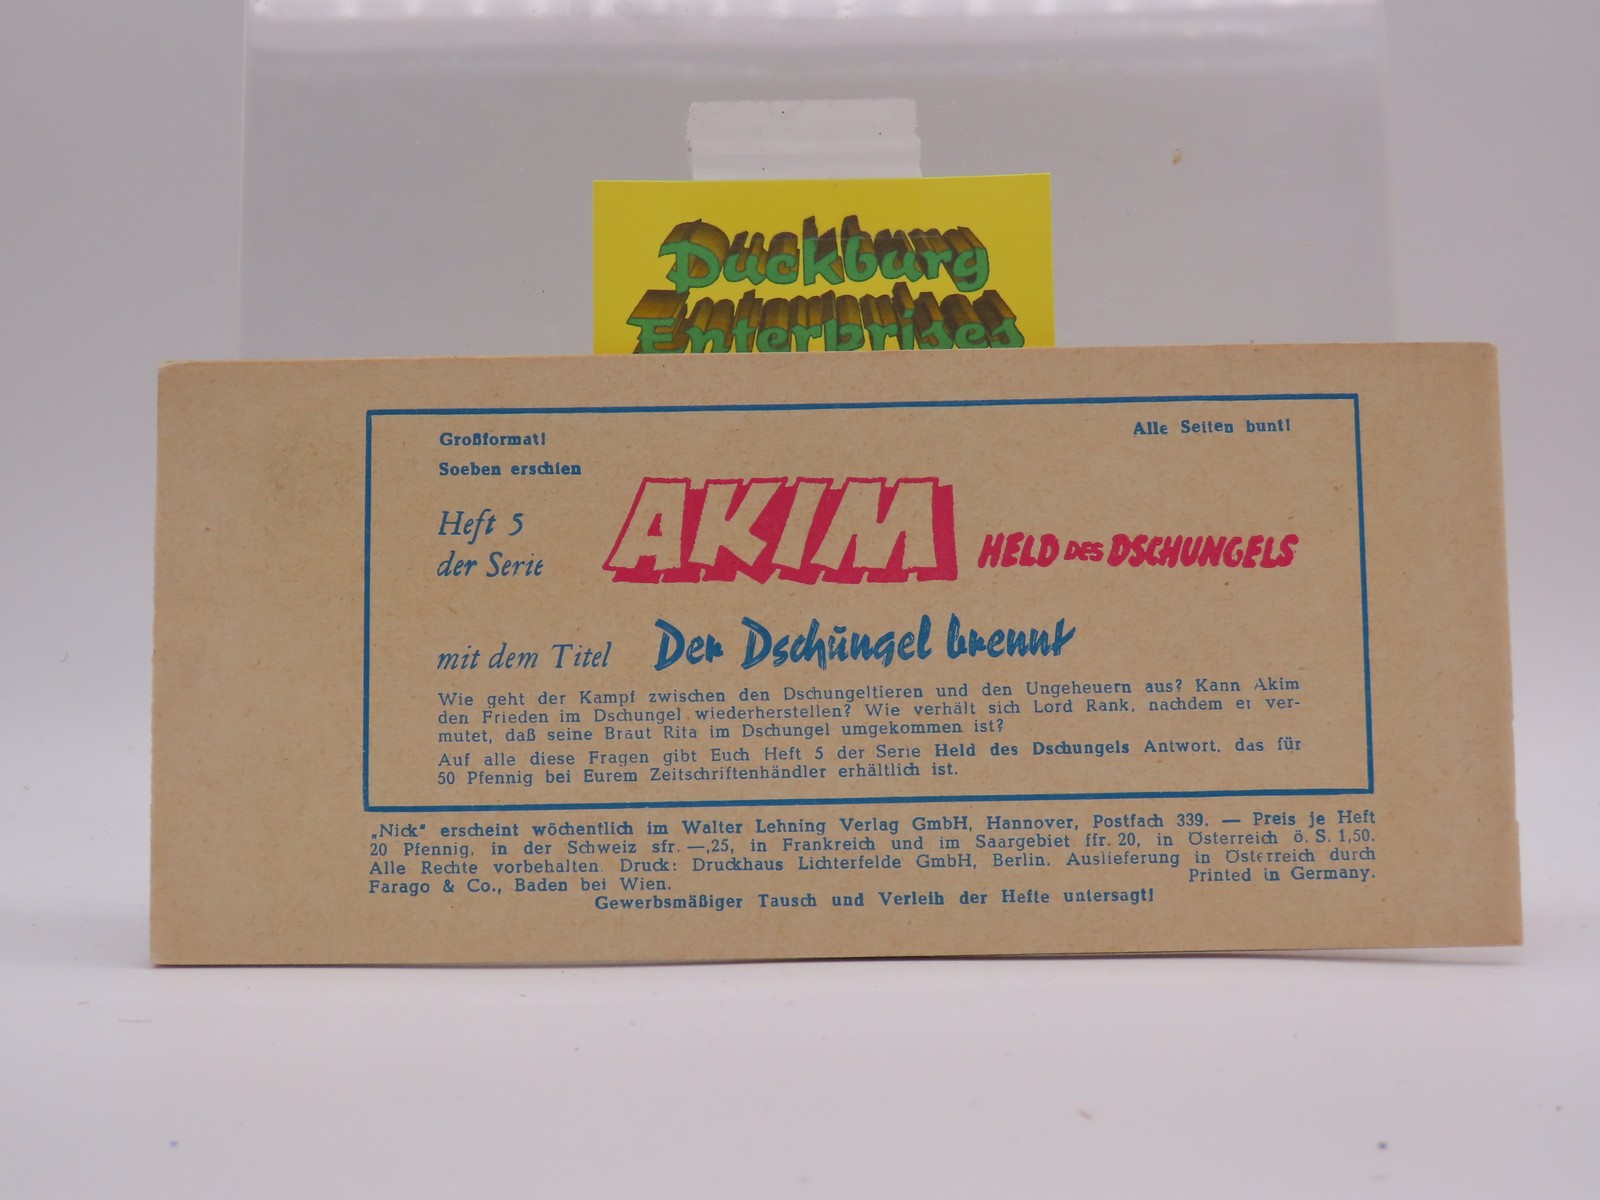 Duckburg
Enterprises
Großformat!
Alle Seiten bunt!
Soeben erschien
Heft 5
der Serie
AKIM
HELD DES DSCHUNGELS
mit dem Titel
Der Dschungel brennt
Wie geht der Kampf zwischen den Dschungeltieren und den Ungeheuern aus? Kann Akim
den Frieden im Dschungel wiederherstellen? Wie verhält sich Lord Rank, nachdem er ver-
mutet, daß seine Braut Rita im Dschungel umgekommen ist?
Auf alle diese Fragen gibt Euch Heft 5 der Serie Held des Dschungels Antwort, das für
50 Pfennig bei Eurem Zeitschriftenhändler erhältlich ist.
„Nick" erscheint wöchentlich im Walter Lehning Verlag GmbH, Hannover, Postfach 339. — Preis je Heft
20 Pfennig, in der Schweiz sfr. —,25, in Frankreich und im Saargebiet ffr. 20, in Österreich ö. S. 1,50.
Alle Rechte vorbehalten. Druck: Druckhaus Lichterfelde GmbH, Berlin. Auslieferung in Österreich durch
Farago & Co., Baden bei Wien.
Printed in Germany.
Gewerbsmäßiger Tausch und Verleih der Hefte untersagt!